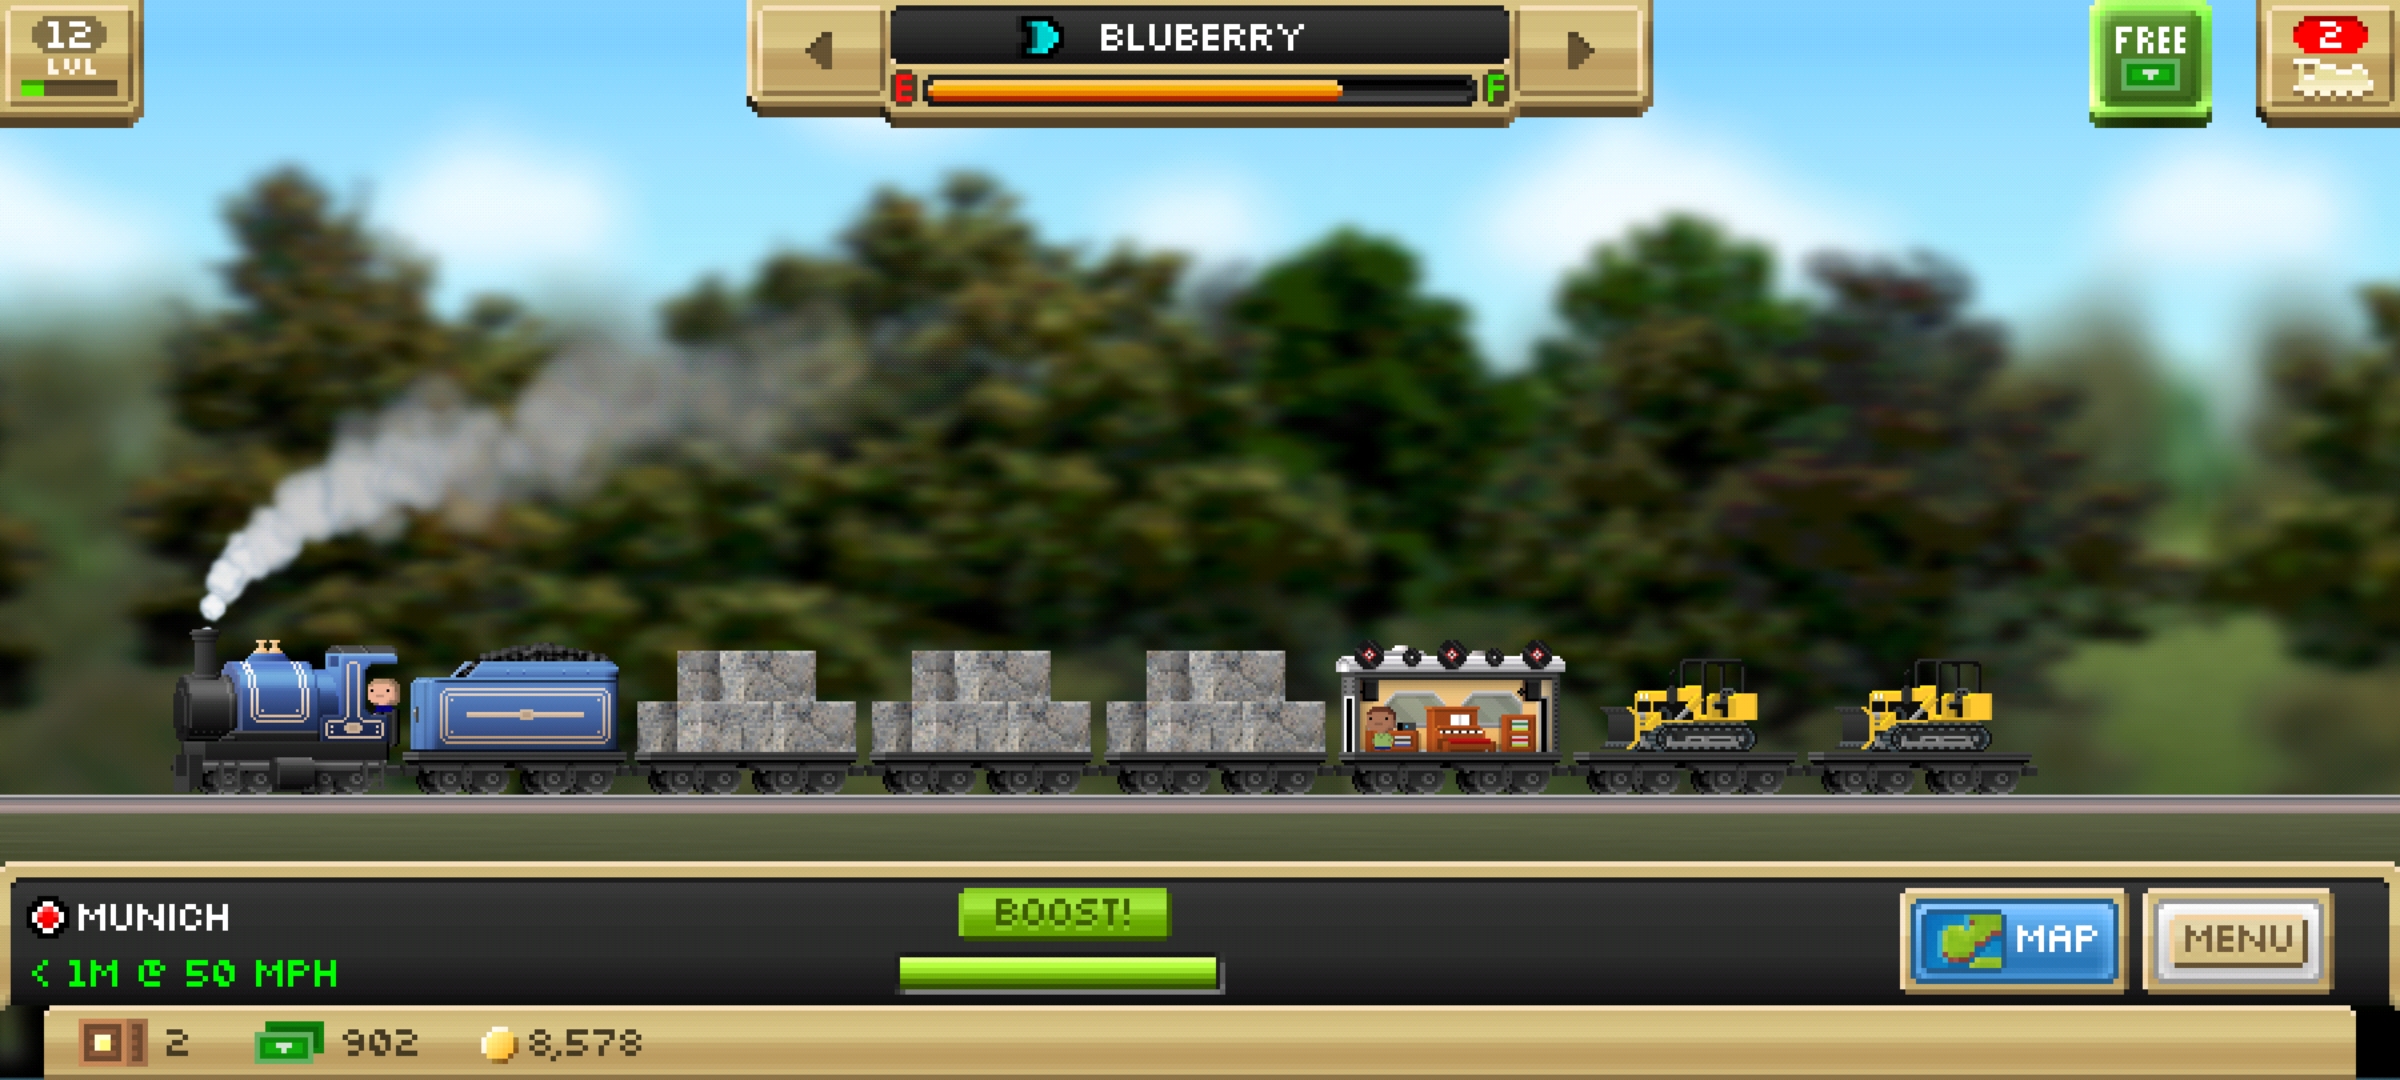 12
LVL
BLUBERRY
E F
FREE
2
MUNICH
< 1M @ 50 MPH
BOOST!
MAP
MENU
2 902 8,578